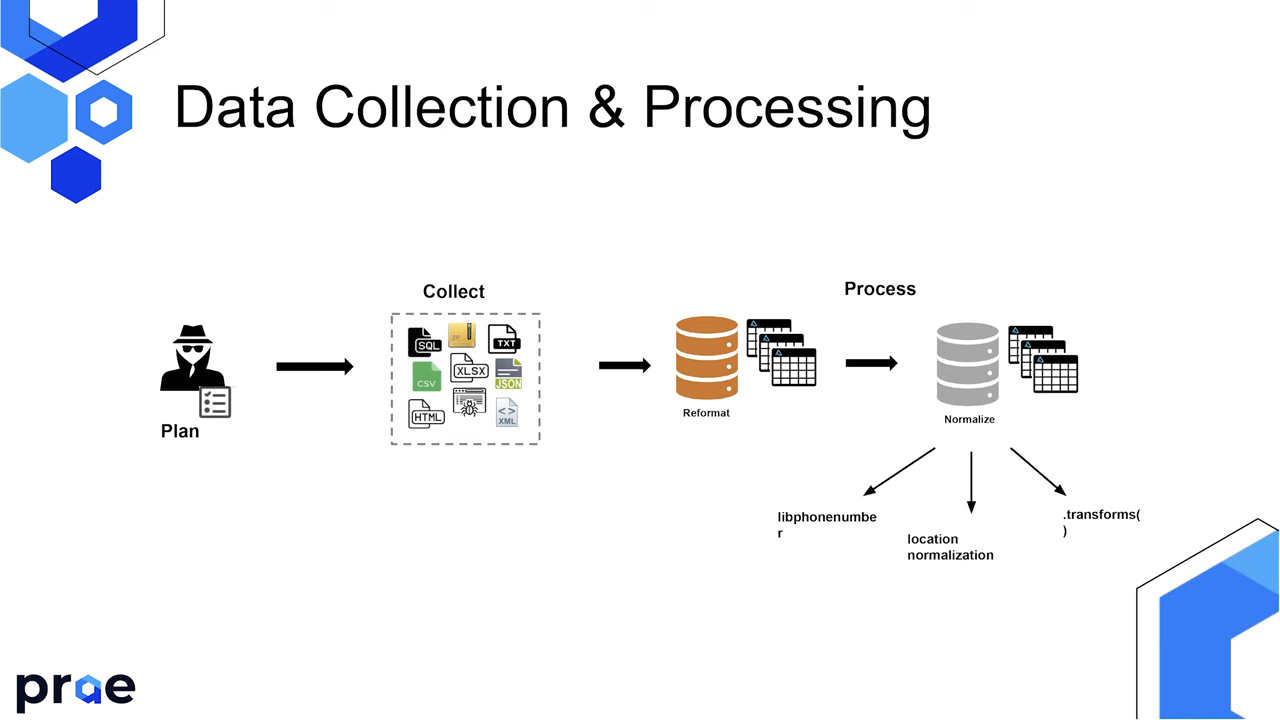 Data Collection & Processing
Plan
Collect
SQL
ZIP
TXT
CSV
XLSX
JSON
HTML
XML
Process
Reformat
Normalize
libphonenumbe
r
location
normalization
.transforms(
)
prae